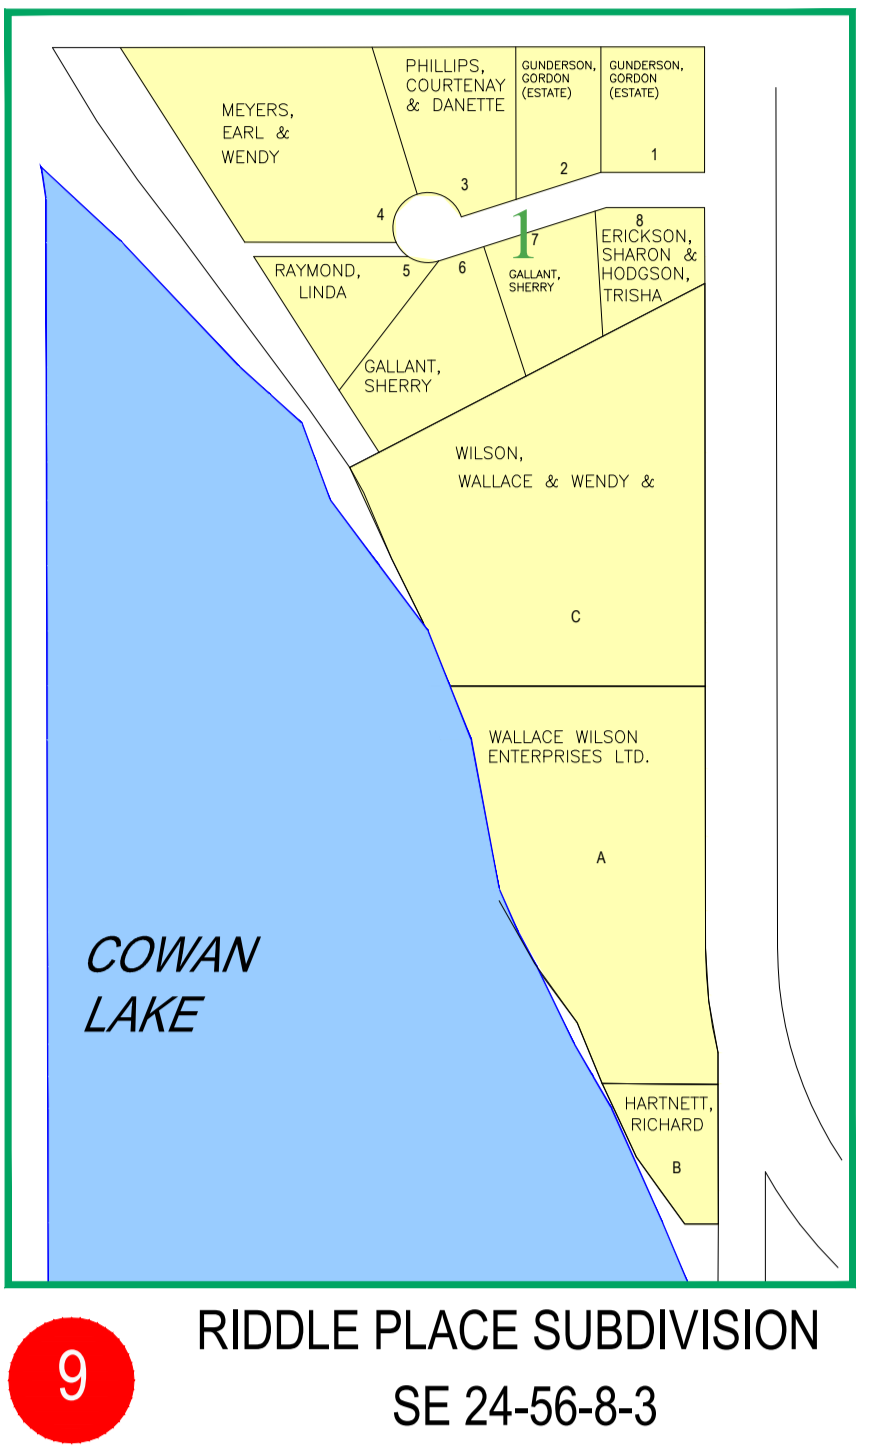 MEYERS,
EARL &
WENDY
4
PHILLIPS,
COURTENAY
& DANETTE
3
GUNDERSON,
GORDON
(ESTATE)
2
GUNDERSON,
GORDON
(ESTATE)
1
1
RAYMOND,
LINDA
5
6
GALLANT,
SHERRY
7
GALLANT,
SHERRY
8
ERICKSON,
SHARON &
HODGSON,
TRISHA
WILSON,
WALLACE & WENDY &
C
WALLACE WILSON
ENTERPRISES LTD.
A
COWAN
LAKE
HARTNETT,
RICHARD
B
9
RIDDLE PLACE SUBDIVISION
SE 24-56-8-3